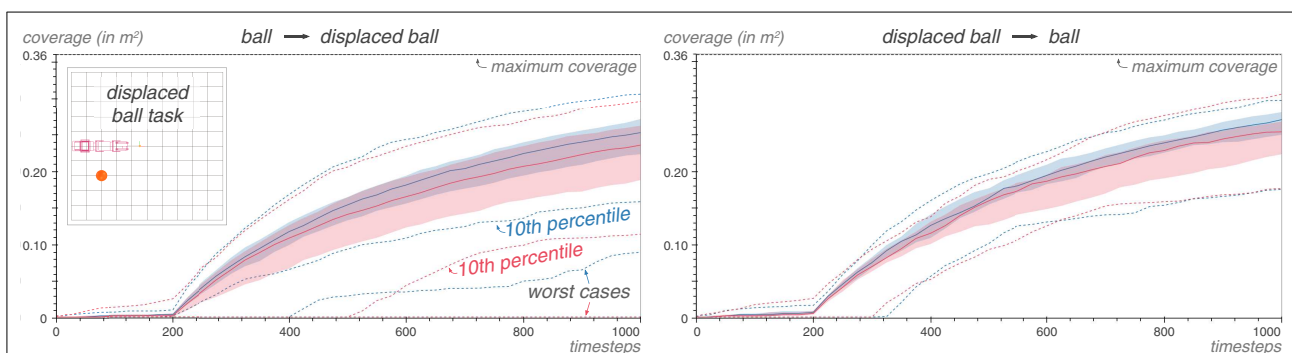 coverage (in m²)
ball → displaced ball
0.36
maximum coverage
displaced
ball task
0.20
10th percentile
0.10
10th percentile
worst cases
0
0 200 400 600 800 1000
timesteps
coverage (in m²)
displaced ball → ball
0.36
maximum coverage
0.20
0.10
0
0 200 400 600 800 1000
timesteps